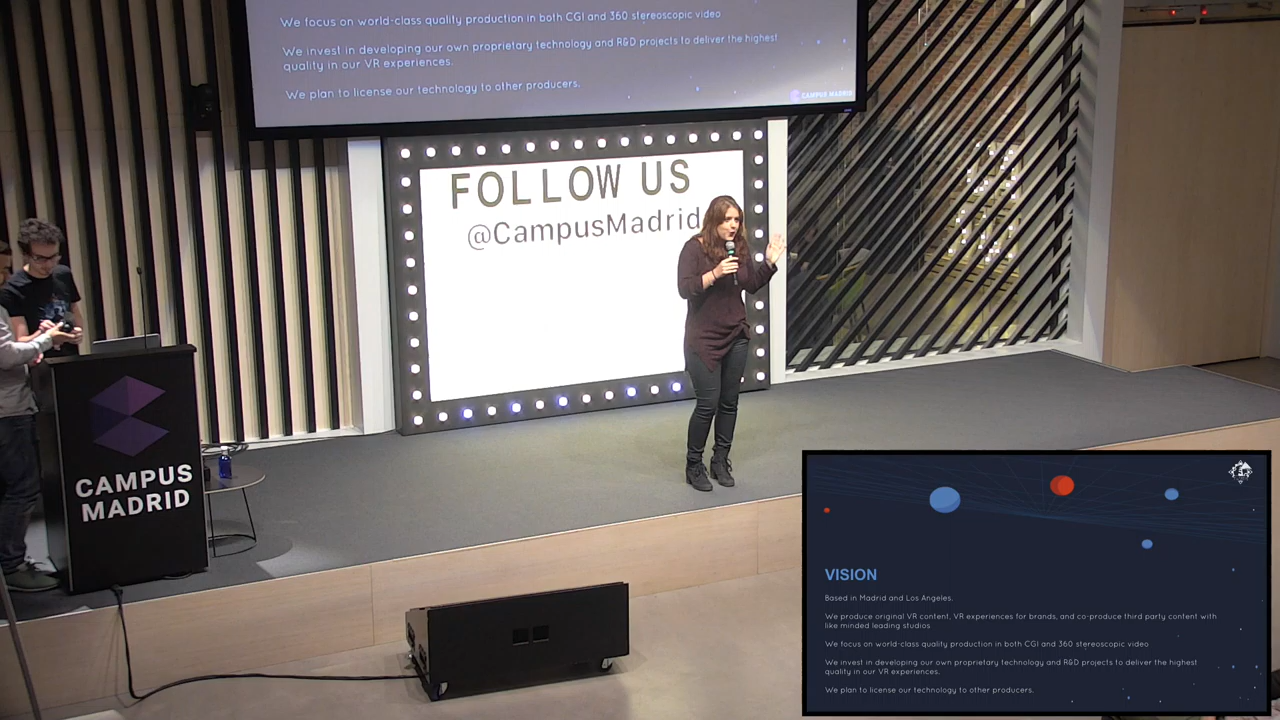 We focus on world-class quality production in both CGI and 360 stereoscopic video
We invest in developing our own proprietary technology and R&D projects to deliver the highest
quality in our VR experiences.
We plan to license our technology to other producers.
CAMPUS MADRID
FOLLOW US
@CampusMadrid
CAMPUS
MADRID
VISION
Based in Madrid and Los Angeles.
We produce original VR content, VR experiences for brands, and co-produce third party content with
like minded leading studios
We focus on world-class quality production in both CGI and 360 stereoscopic video
We invest in developing our own proprietary technology and R&D projects to deliver the highest
quality in our VR experiences.
We plan to license our technology to other producers.